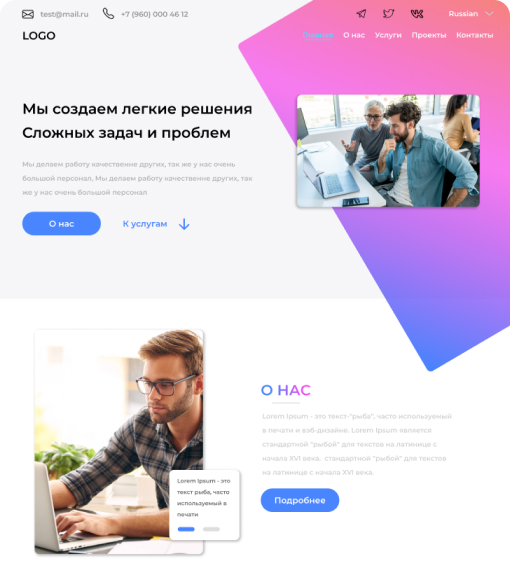 test@mail.ru
+7 (960) 000 46 12
Russian
LOGO
Главная О нас Услуги Проекты Контакты
Мы создаем легкие решения
Сложных задач и проблем
Мы делаем работу качественне других, так же у нас очень
большой персонал, Мы делаем работу качественне других, так
же у нас очень большой персонал
О нас
К услугам
О НАС
Lorem Ipsum - это текст-"рыба", часто используемый
в печати и вэб-дизайне. Lorem Ipsum является
стандартной "рыбой" для текстов на латинице с
начала XVI века. стандартной "рыбой" для текстов
на латинице с начала XVI века.
Lorem Ipsum - это
текст рыба, часто
используемый в
печати
Подробнее